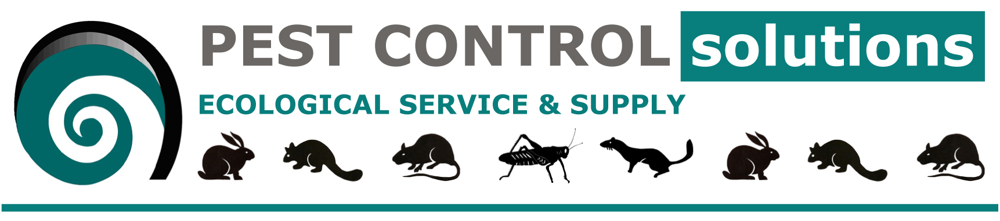 PEST CONTROL solutions
ECOLOGICAL SERVICE & SUPPLY